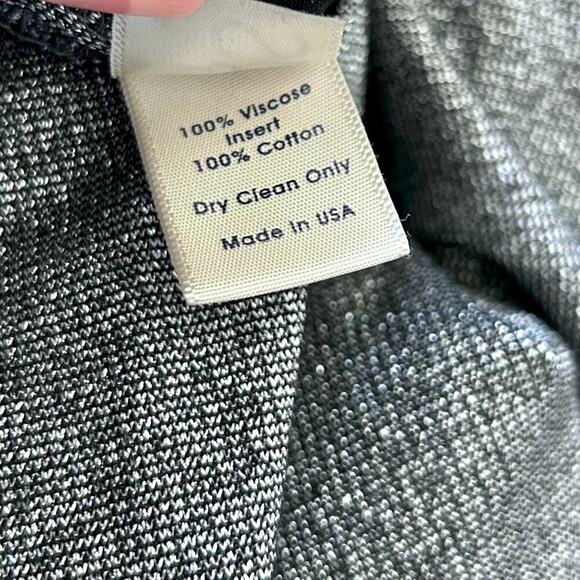 100% Viscose
Insert
100% Cotton
Dry Clean Only
Made in USA